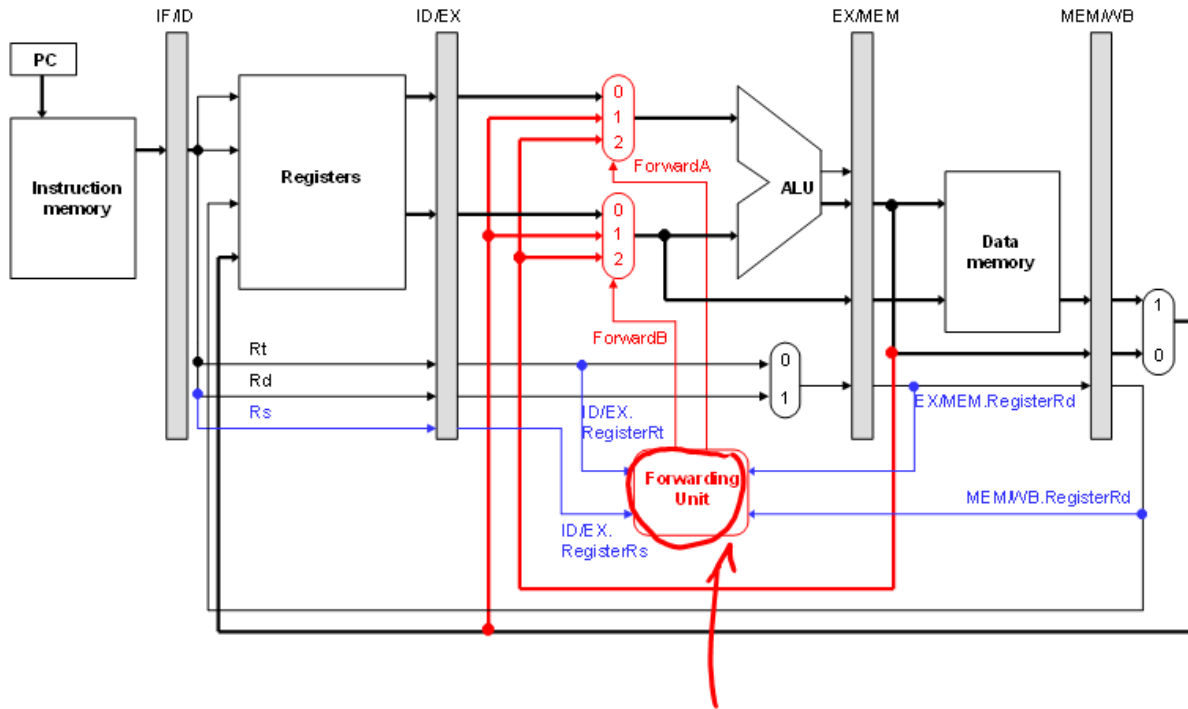 IF/ID
ID/EX
EX/MEM
MEM/WB
PC
Instruction
memory
Registers
0
1
2
ForwardA
ALU
0
1
2
ForwardB
Data
memory
1
0
Rt
Rd
Rs
0
1
ID/EX.
RegisterRt
EX/MEM.RegisterRd
Forwarding
Unit
MEM/WB.RegisterRd
ID/EX.
RegisterRs